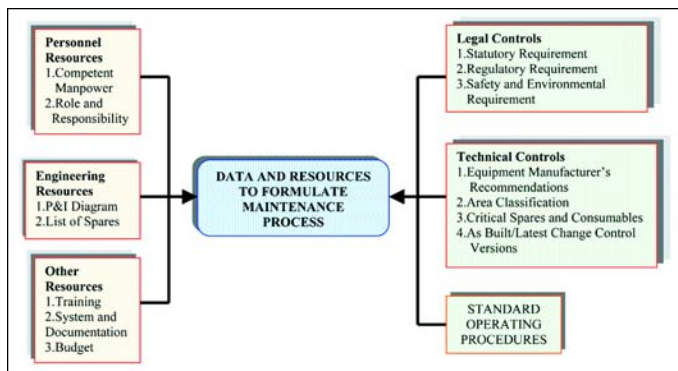 Personnel
Resources
1.Competent
Manpower
2.Role and
Responsibility
Engineering
Resources
1.P&I Diagram
2.List of Spares
Other
Resources
1.Training
2.System and
Documentation
3.Budget
DATA AND RESOURCES
TO FORMULATE
MAINTENANCE
PROCESS
Legal Controls
1.Statutory Requirement
2.Regulatory Requirement
3.Safety and Environmental
Requirement
Technical Controls
1.Equipment Manufacturer's
Recommendations
2.Area Classification
3.Critical Spares and Consumables
4.As Built/Latest Change Control
Versions
STANDARD
OPERATING
PROCEDURES